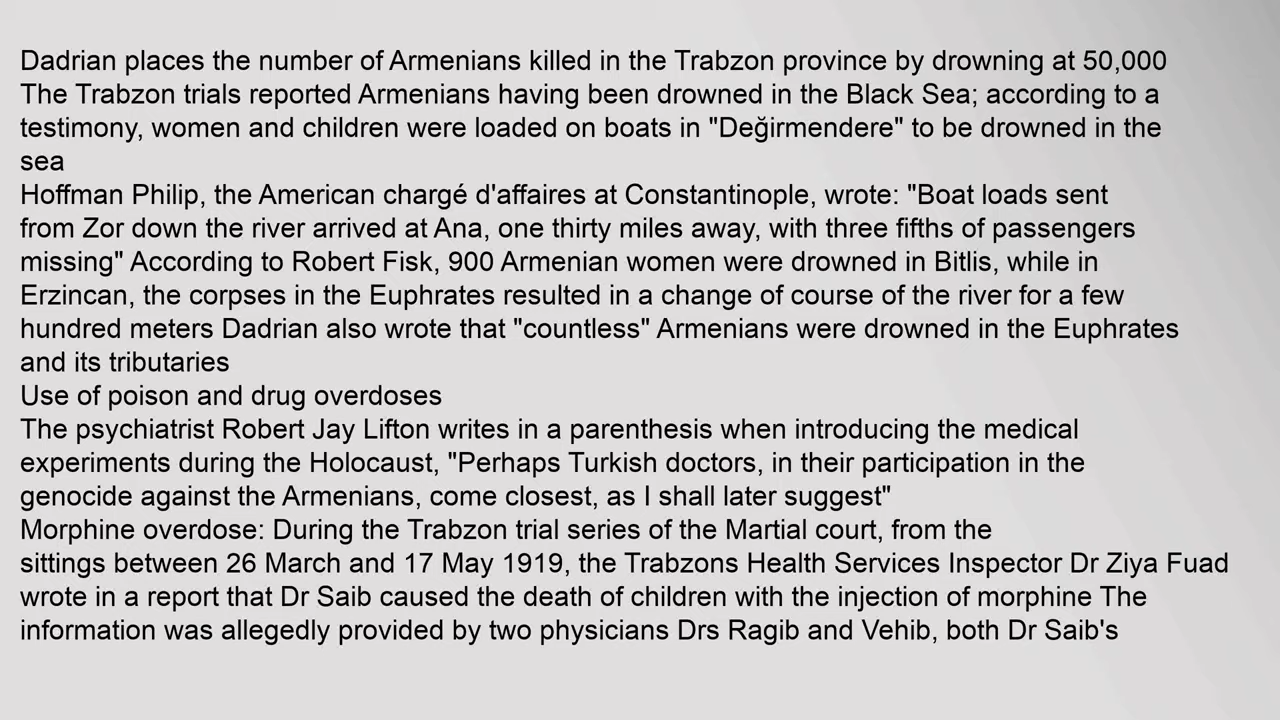 Dadrian places the number of Armenians killed in the Trabzon province by drowning at 50,000
The Trabzon trials reported Armenians having been drowned in the Black Sea; according to a
testimony, women and children were loaded on boats in "Değirmendere" to be drowned in the
sea
Hoffman Philip, the American chargé d'affaires at Constantinople, wrote: "Boat loads sent
from Zor down the river arrived at Ana, one thirty miles away, with three fifths of passengers
missing" According to Robert Fisk, 900 Armenian women were drowned in Bitlis, while in
Erzincan, the corpses in the Euphrates resulted in a change of course of the river for a few
hundred meters Dadrian also wrote that "countless" Armenians were drowned in the Euphrates
and its tributaries
Use of poison and drug overdoses
The psychiatrist Robert Jay Lifton writes in a parenthesis when introducing the medical
experiments during the Holocaust, "Perhaps Turkish doctors, in their participation in the
genocide against the Armenians, come closest, as I shall later suggest"
Morphine overdose: During the Trabzon trial series of the Martial court, from the
sittings between 26 March and 17 May 1919, the Trabzons Health Services Inspector Dr Ziya Fuad
wrote in a report that Dr Saib caused the death of children with the injection of morphine The
information was allegedly provided by two physicians Drs Ragib and Vehib, both Dr Saib's